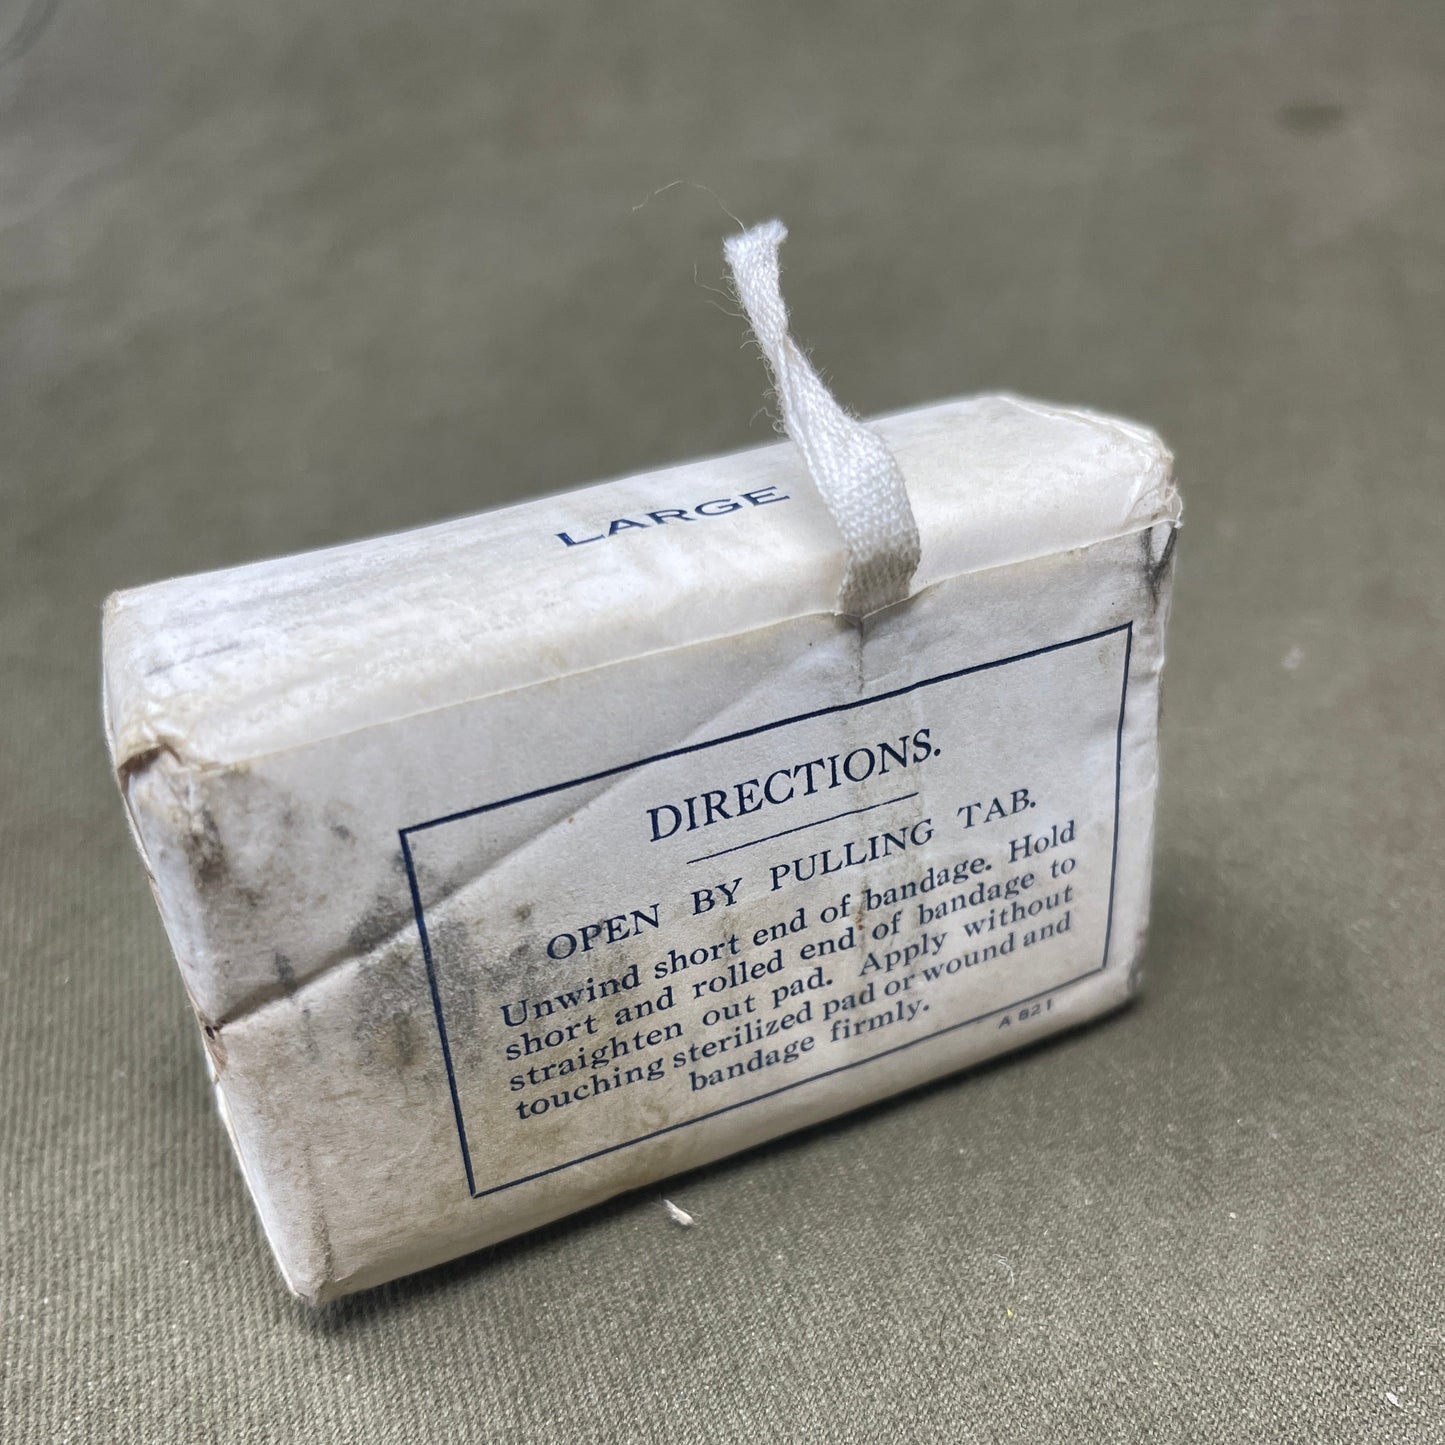 LARGE
DIRECTIONS.
OPEN BY PULLING TAB.
Unwind short end of bandage. Hold
short and rolled end of bandage to
straighten out pad. Apply without
touching sterilized pad or wound and
bandage firmly.
A 821